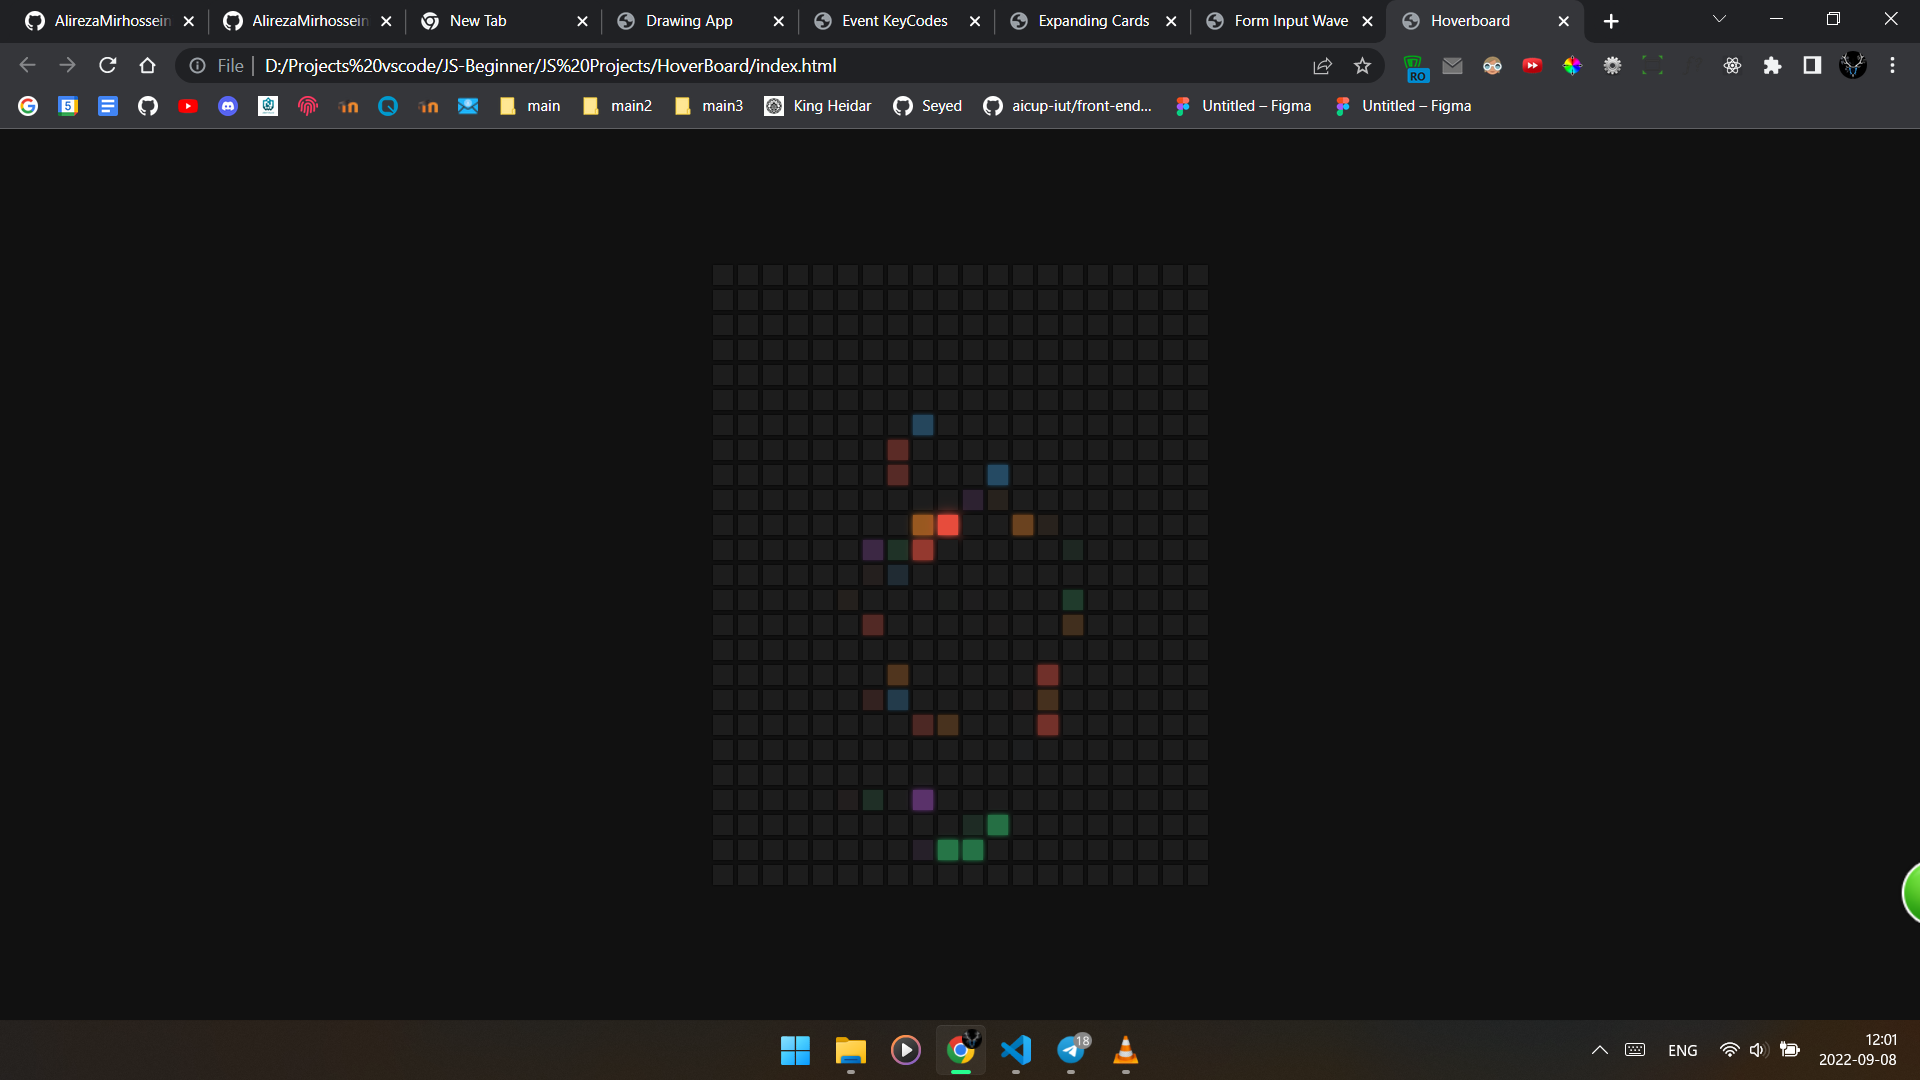 AlirezaMirhossein AlirezaMirhossein New Tab Drawing App Event KeyCodes Expanding Cards Form Input Wave Hoverboard
File D:/Projects%20vscode/JS-Beginner/JS%20Projects/HoverBoard/index.html RO
5 main main2 main3 King Heidar Seyed aicup-iut/front-end... Untitled – Figma Untitled – Figma
18 ENG 12:01
2022-09-08